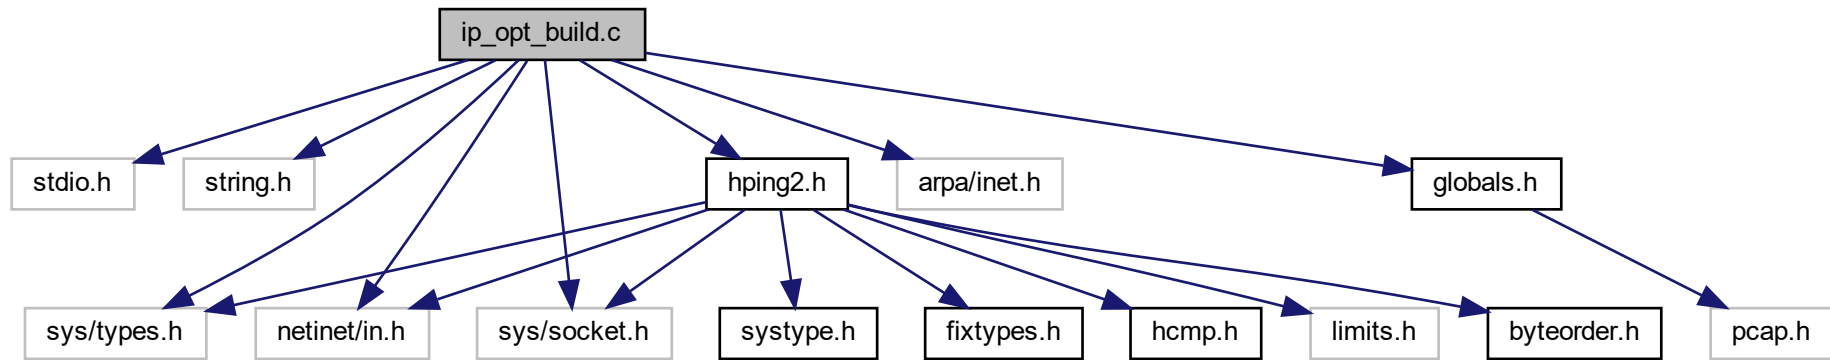 ip_opt_build.c
stdio.h
string.h
hping2.h
arpa/inet.h
globals.h
sys/types.h
netinet/in.h
sys/socket.h
systype.h
fixtypes.h
hcmp.h
limits.h
byteorder.h
pcap.h